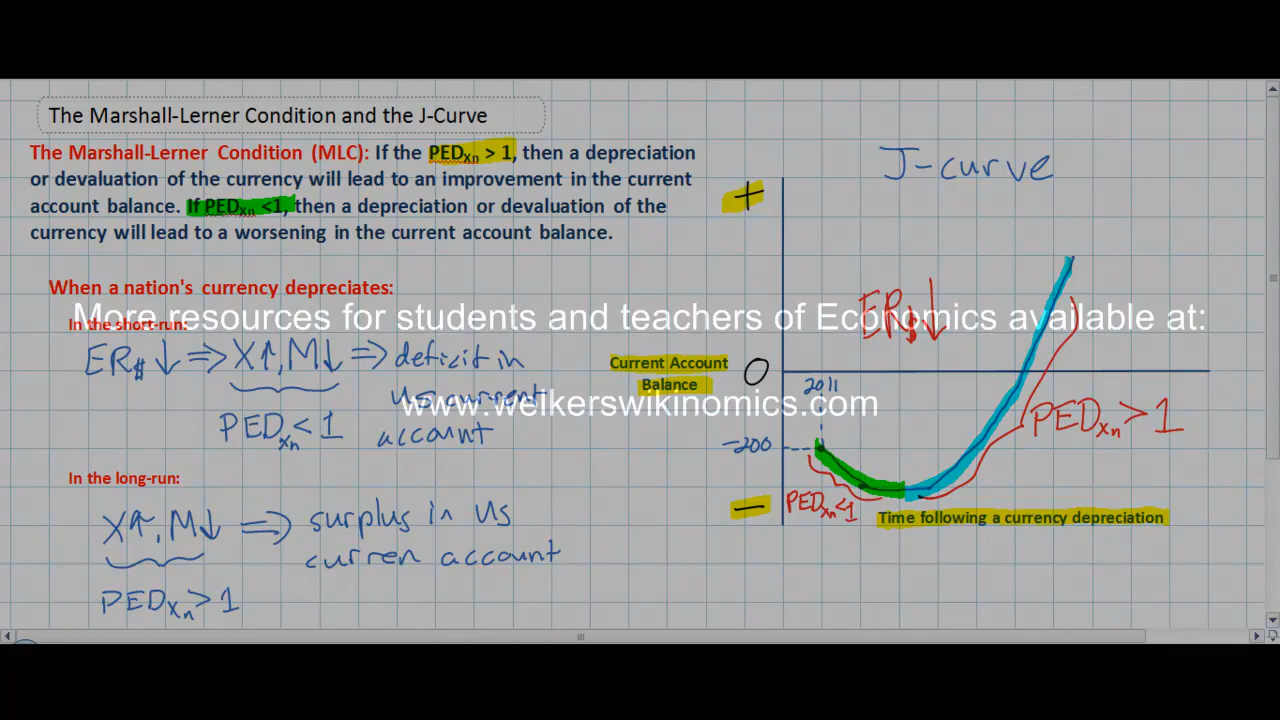 The Marshall-Lerner Condition and the J-Curve
The Marshall-Lerner Condition (MLC): If the PEDXn > 1, then a depreciation
or devaluation of the currency will lead to an improvement in the current
account balance. If PEDXn <1, then a depreciation or devaluation of the
currency will lead to a worsening in the current account balance.
When a nation's currency depreciates:
In the short-run:
ER$ ↓ ⇒ X↑, M↓ ⇒ deficit in
US current
account
PEDXn < 1
In the long-run:
X↑, M↓ ⇒ surplus in US
curren account
PEDXn > 1
J-curve
+
ER$ ↓
Current Account
Balance
0
2011
-200
PEDXn > 1
PEDXn < 1
−
Time following a currency depreciation
More resources for students and teachers of Economics available at:
www.welkerswikinomics.com